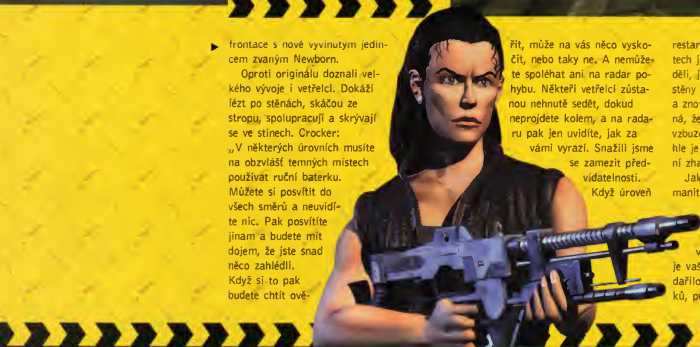 frontace s nově vyvinutým jedin-
cem zvaným Newborn.
Oproti originálu doznali vel-
kého vývoje i vetřelci. Dokáží
lézt po stěnách, skáčou ze
stropu, spolupracují a skrývají
se ve stínech. Crocker:
„V některých úrovních musíte
na obzvlášť temných místech
používat ruční baterku.
Můžete si posvítit do
všech směrů a neuvidí-
te nic. Pak posvítíte
jinam a budete mít
dojem, že jste snad
něco zahlédli.
Když si to pak
budete chtít ově-
řit, může na vás něco vysko-
čit, nebo taky ne. A nemůže-
te spoléhat ani na radar po-
hybu. Někteří vetřelci zůsta-
nou nehnutě sedět, dokud
neprojdete kolem, a na rada-
ru pak jen uvidíte, jak za
vámi vyrazí. Snažili jsme
se zamezit před-
vídatelnosti.
Když úroveň
restar
tech j
děli, j
stěny
a zno
ná, že
vzbuz
hle je
ní zha
Jak
manit
v
je vaš
dařilo
ků, p